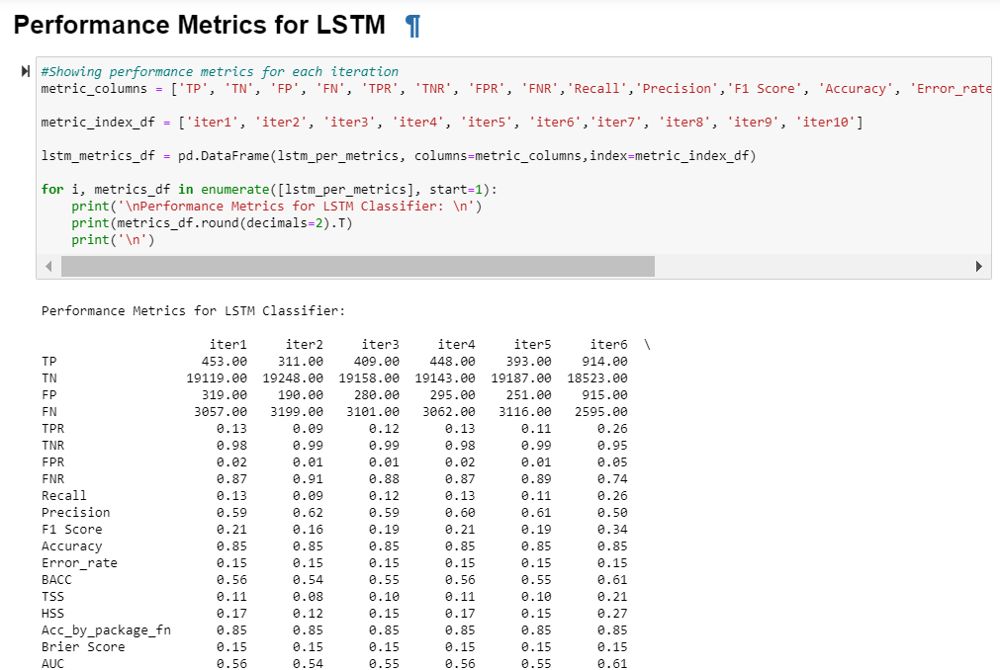 Performance Metrics for LSTM ¶
#Showing performance metrics for each iteration
metric_columns = ['TP', 'TN', 'FP', 'FN', 'TPR', 'TNR', 'FPR', 'FNR','Recall','Precision','F1 Score', 'Accuracy', 'Error_rate
metric_index_df = ['iter1', 'iter2', 'iter3', 'iter4', 'iter5', 'iter6','iter7', 'iter8', 'iter9', 'iter10']
lstm_metrics_df = pd.DataFrame(lstm_per_metrics, columns=metric_columns,index=metric_index_df)
for i, metrics_df in enumerate([lstm_per_metrics], start=1):
    print('\nPerformance Metrics for LSTM Classifier: \n')
    print(metrics_df.round(decimals=2).T)
    print('\n')
Performance Metrics for LSTM Classifier:
iter1 iter2 iter3 iter4 iter5 iter6 \
TP 453.00 311.00 409.00 448.00 393.00 914.00
TN 19119.00 19248.00 19158.00 19143.00 19187.00 18523.00
FP 319.00 190.00 280.00 295.00 251.00 915.00
FN 3057.00 3199.00 3101.00 3062.00 3116.00 2595.00
TPR 0.13 0.09 0.12 0.13 0.11 0.26
TNR 0.98 0.99 0.99 0.98 0.99 0.95
FPR 0.02 0.01 0.01 0.02 0.01 0.05
FNR 0.87 0.91 0.88 0.87 0.89 0.74
Recall 0.13 0.09 0.12 0.13 0.11 0.26
Precision 0.59 0.62 0.59 0.60 0.61 0.50
F1 Score 0.21 0.16 0.19 0.21 0.19 0.34
Accuracy 0.85 0.85 0.85 0.85 0.85 0.85
Error_rate 0.15 0.15 0.15 0.15 0.15 0.15
BACC 0.56 0.54 0.55 0.56 0.55 0.61
TSS 0.11 0.08 0.10 0.11 0.10 0.21
HSS 0.17 0.12 0.15 0.17 0.15 0.27
Acc_by_package_fn 0.85 0.85 0.85 0.85 0.85 0.85
Brier Score 0.15 0.15 0.15 0.15 0.15 0.15
AUC 0.56 0.54 0.55 0.56 0.55 0.61